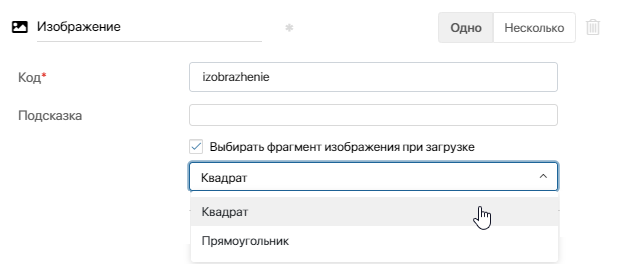 Изображение * Одно Несколько
Код* izobrazhenie
Подсказка
Выбирать фрагмент изображения при загрузке
Квадрат
Квадрат
Прямоугольник